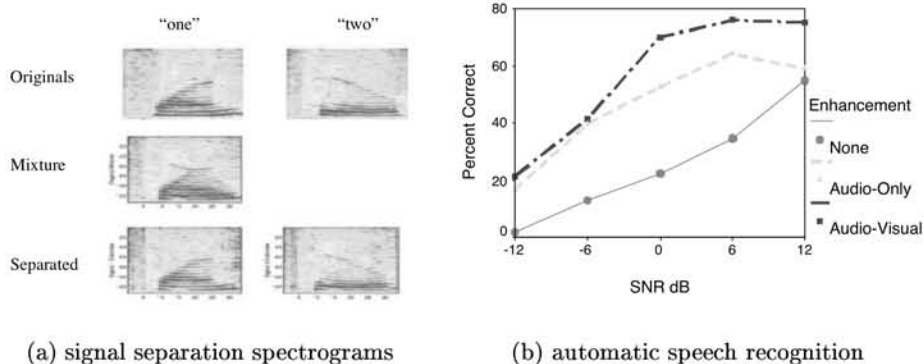 “one”
“two”
Originals
Mixture
Separated
80
60
40
20
0
Percent Correct
-12
-6
0
6
12
SNR dB
Enhancement
None
Audio-Only
Audio-Visual
(a) signal separation spectrograms
(b) automatic speech recognition